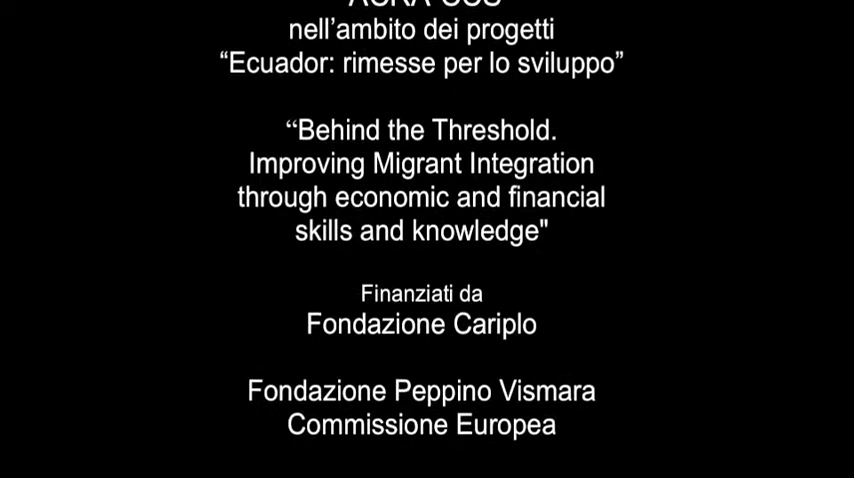 nell’ambito dei progetti
“Ecuador: rimesse per lo sviluppo”
“Behind the Threshold.
Improving Migrant Integration
through economic and financial
skills and knowledge"
Finanziati da
Fondazione Cariplo
Fondazione Peppino Vismara
Commissione Europea